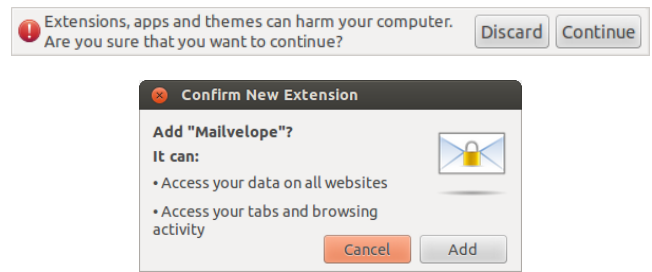 Extensions, apps and themes can harm your computer.
Are you sure that you want to continue?
Discard Continue
Confirm New Extension
Add "Mailvelope"?
It can:
• Access your data on all websites
• Access your tabs and browsing
activity
Cancel Add